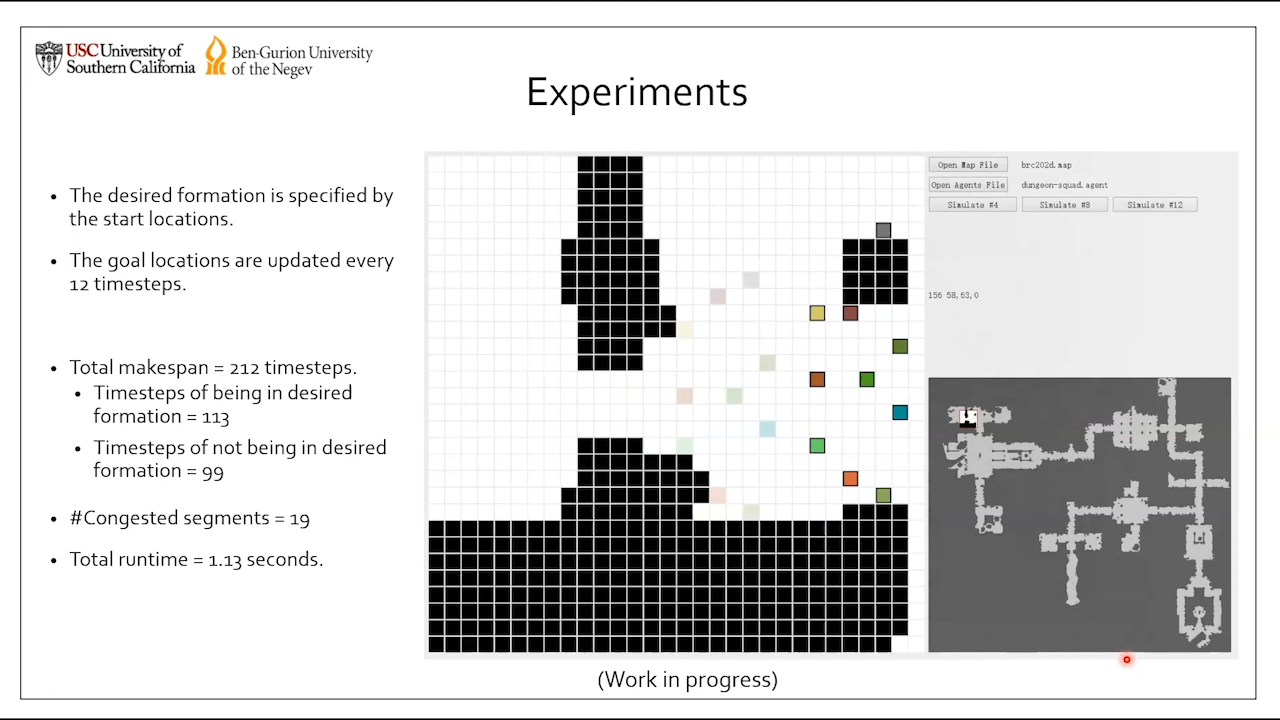 USC University of
Southern California
Ben-Gurion University
of the Negev
Experiments
• The desired formation is specified by
the start locations.
• The goal locations are updated every
12 timesteps.
• Total makespan = 212 timesteps.
• Timesteps of being in desired
formation = 113
• Timesteps of not being in desired
formation = 99
• #Congested segments = 19
• Total runtime = 1.13 seconds.
Open Map File brc202d.map
Open Agents File dungeon-squad.agent
Simulate #4 Simulate #8 Simulate #12
156 58,63,0
(Work in progress)